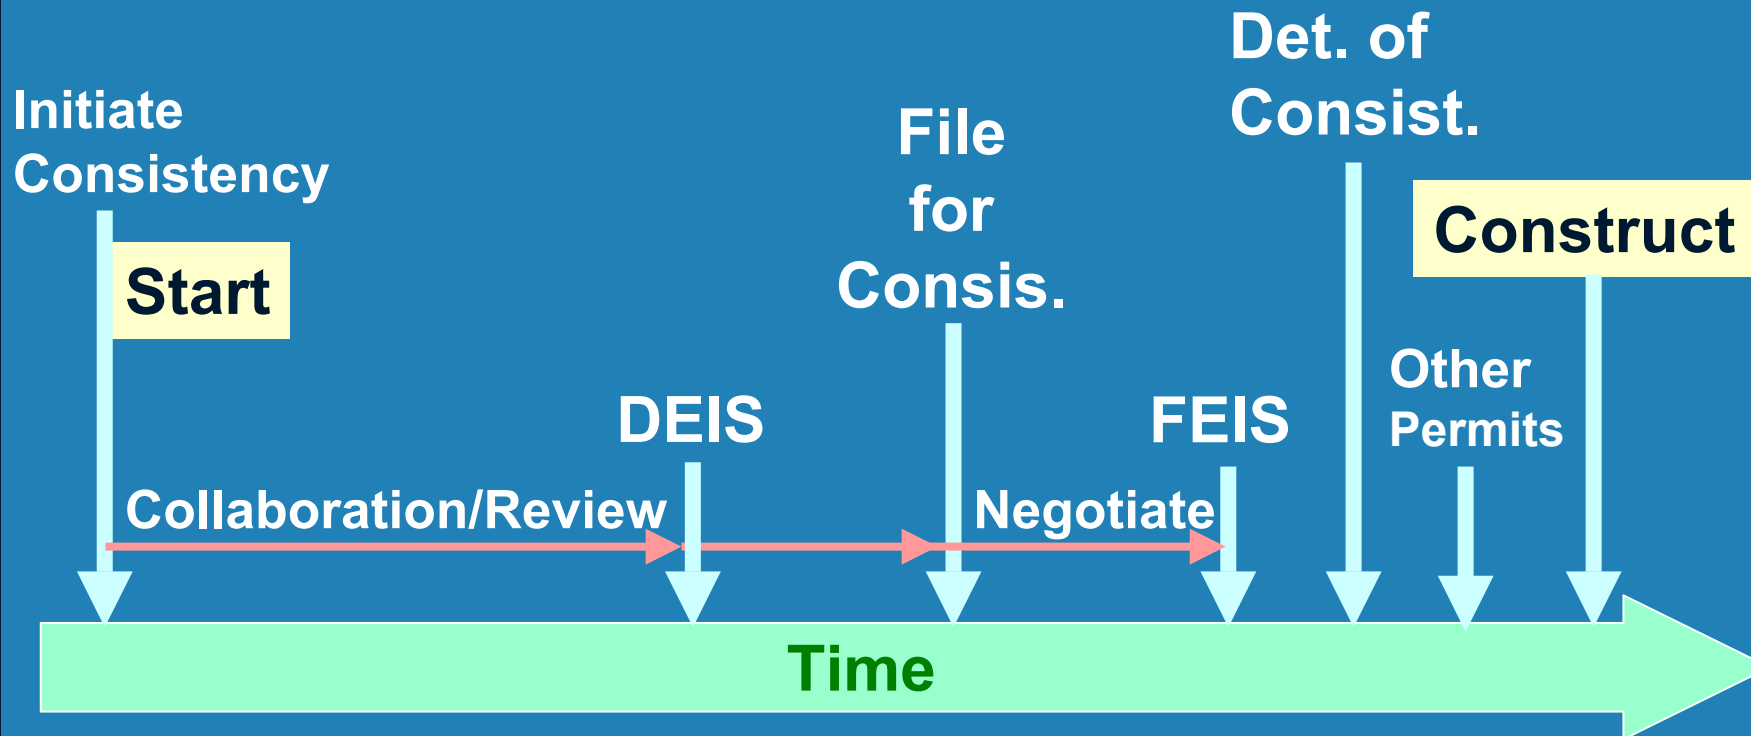 Initiate
Consistency
Start
Collaboration/Review
DEIS
File
for
Consis.
Negotiate
FEIS
Det. of
Consist.
Other
Permits
Construct
Time